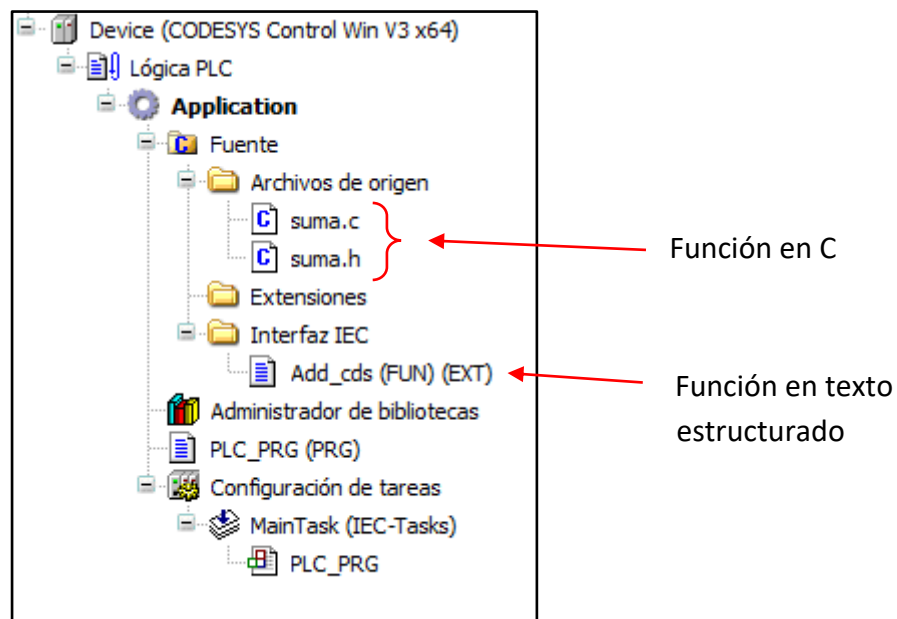 Device (CODESYS Control Win V3 x64)
Lógica PLC
Application
Fuente
Archivos de origen
suma.c
suma.h
Extensiones
Interfaz IEC
Add_cds (FUN) (EXT)
Administrador de bibliotecas
PLC_PRG (PRG)
Configuración de tareas
MainTask (IEC-Tasks)
PLC_PRG
Función en C
Función en texto
estructurado